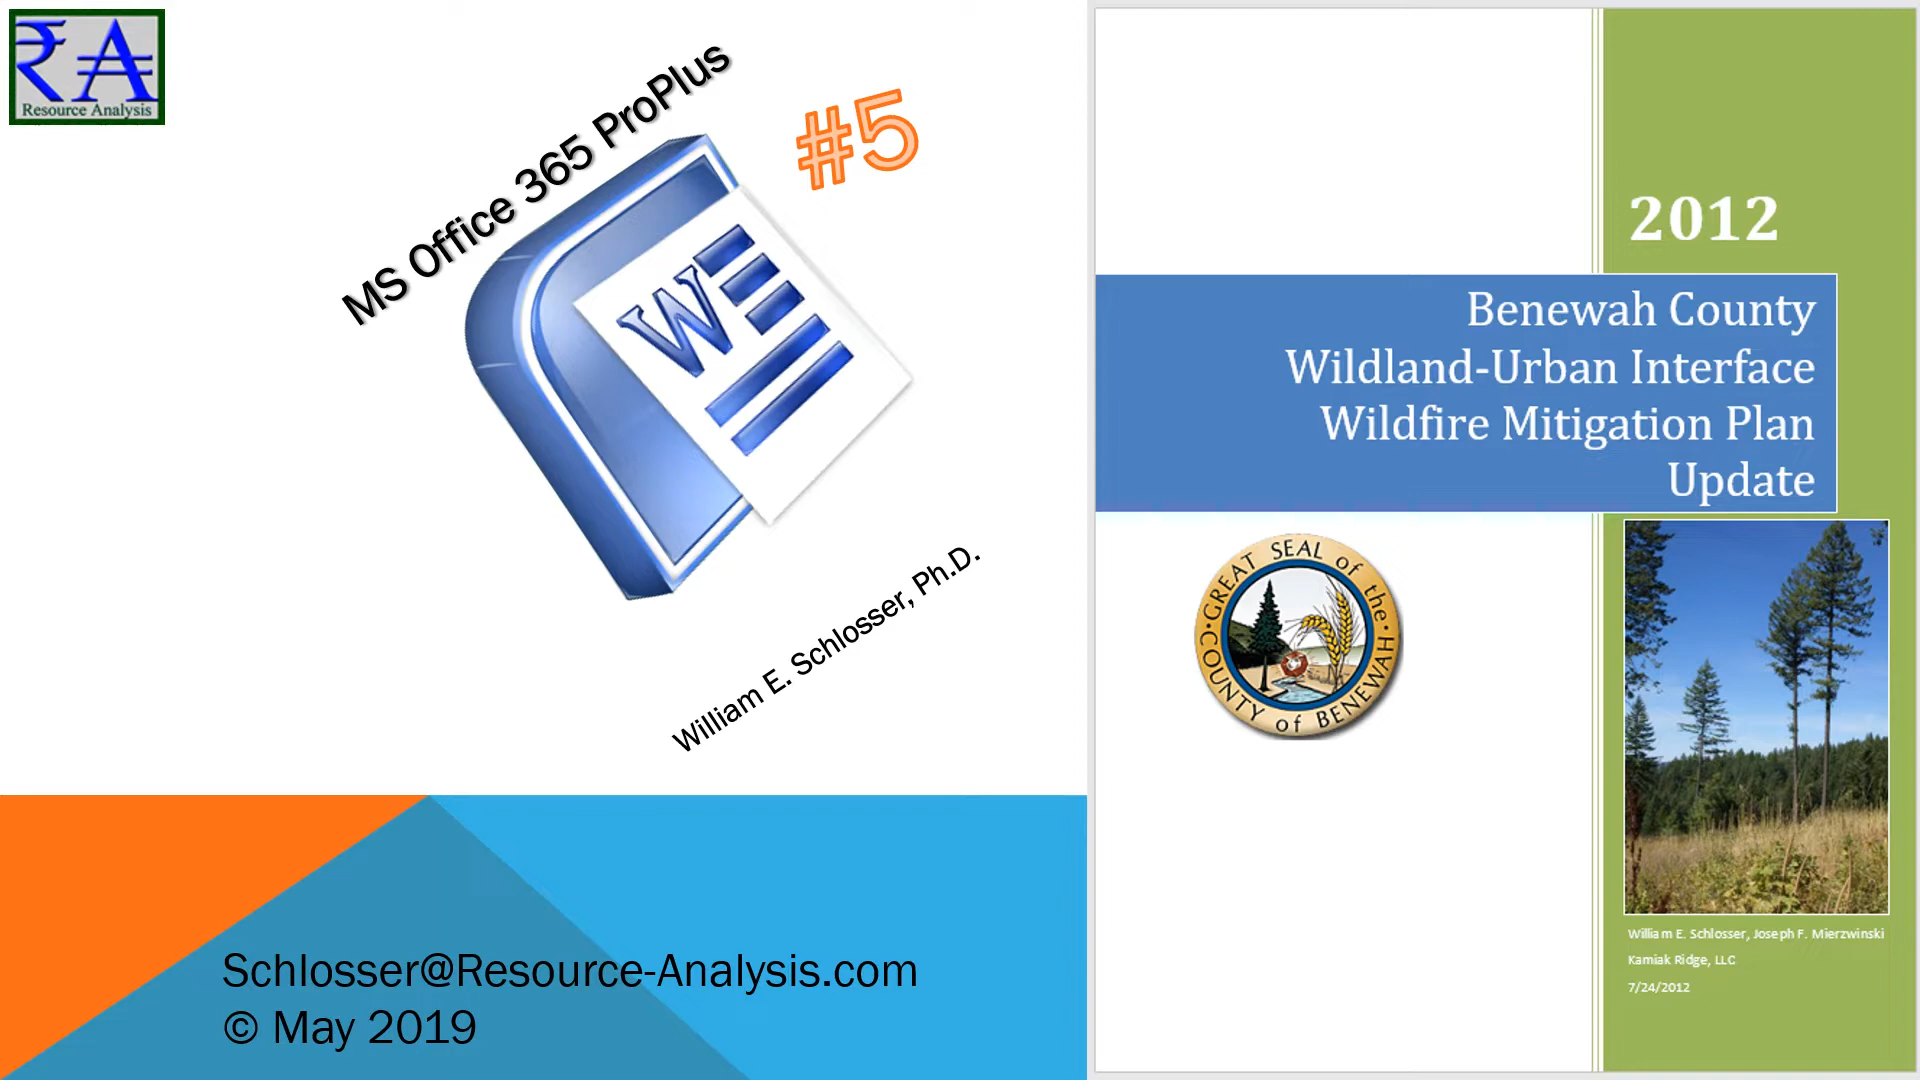 Resource Analysis
MS Office 365 ProPlus
#5
W
William E. Schlosser, Ph.D.
Schlosser@Resource-Analysis.com
© May 2019
2012
Benewah County
Wildland-Urban Interface
Wildfire Mitigation Plan
Update
GREAT SEAL of the
COUNTY of BENEWAH
William E. Schlosser, Joseph F. Mierzwinski
Kamiak Ridge, LLC
7/24/2012